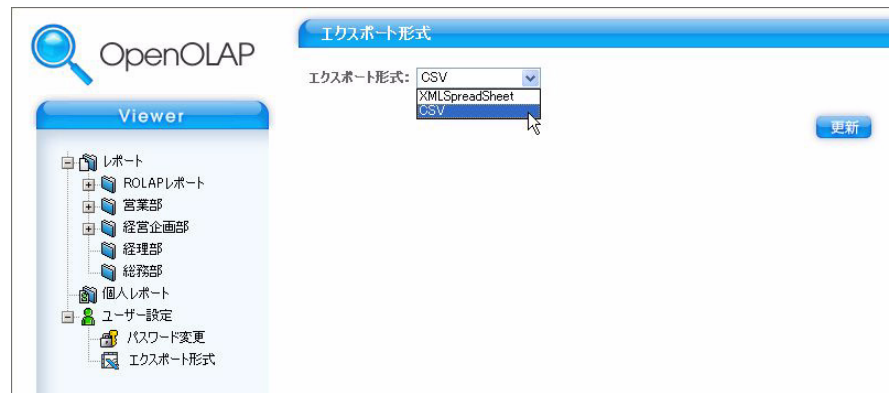 OpenOLAP
Viewer
レポート
ROLAPレポート
営業部
経営企画部
経理部
総務部
個人レポート
ユーザー設定
パスワード変更
エクスポート形式
エクスポート形式
エクスポート形式: CSV
XMLSpreadSheet
CSV
更新